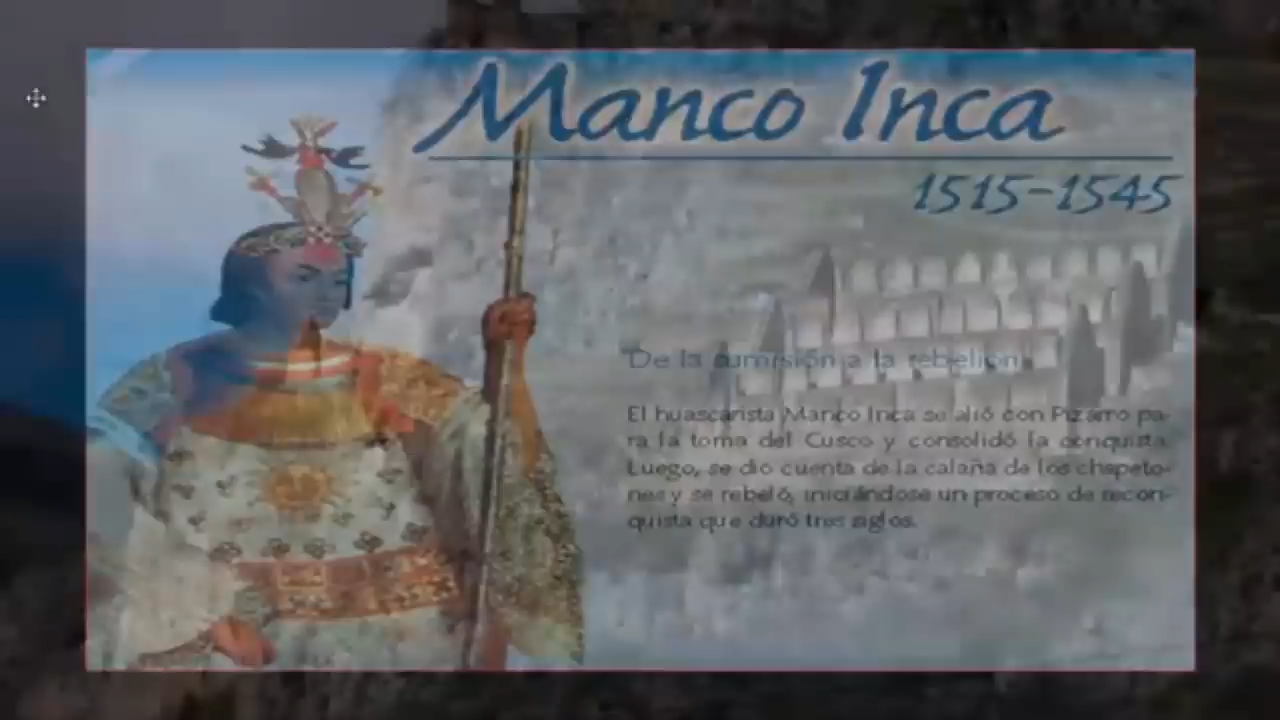 Manco Inca
1515-1545
De la sumisión a la rebelión
El huascarista Manco Inca se alió con Pizarro pa-
ra la toma del Cusco y consolidó la conquista.
Luego, se dio cuenta de la calaña de los chapeto-
nes y se rebeló, iniciándose un proceso de recon-
quista que duró tres siglos.